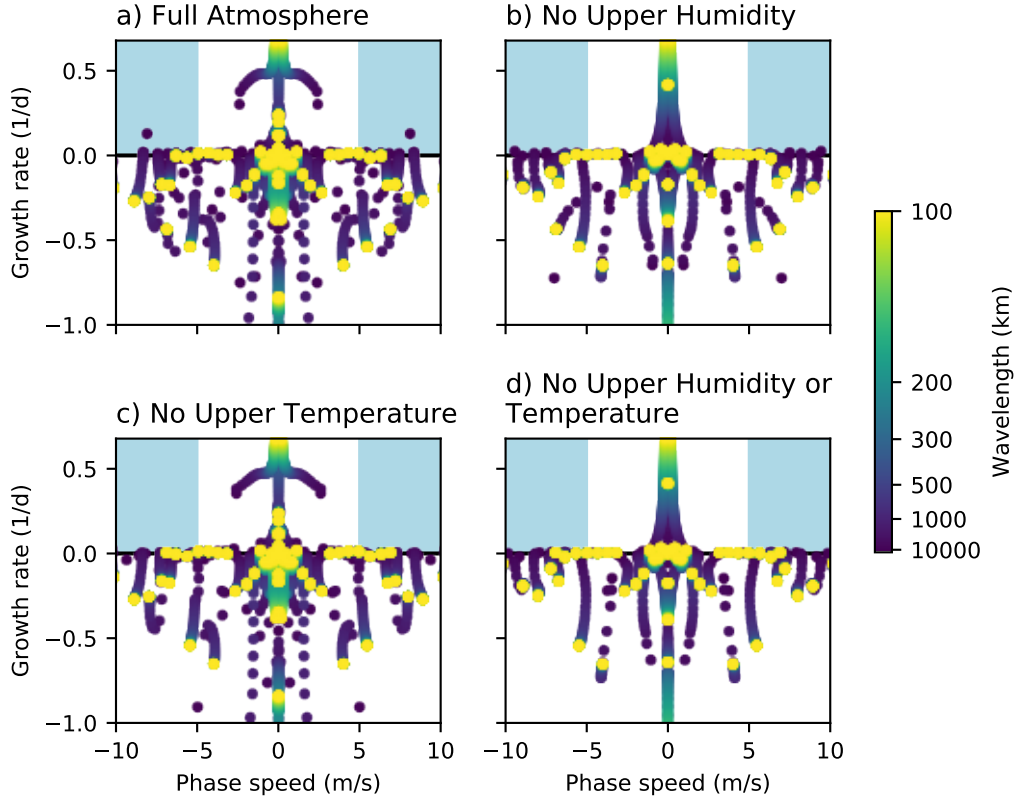 a) Full Atmosphere
b) No Upper Humidity
0.5
0.0
−0.5
−1.0
Growth rate (1/d)
100
200
300
500
1000
10000
Wavelength (km)
c) No Upper Temperature
d) No Upper Humidity or
Temperature
0.5
0.0
−0.5
−1.0
Growth rate (1/d)
−10
−5
0
5
10
Phase speed (m/s)
−10
−5
0
5
10
Phase speed (m/s)